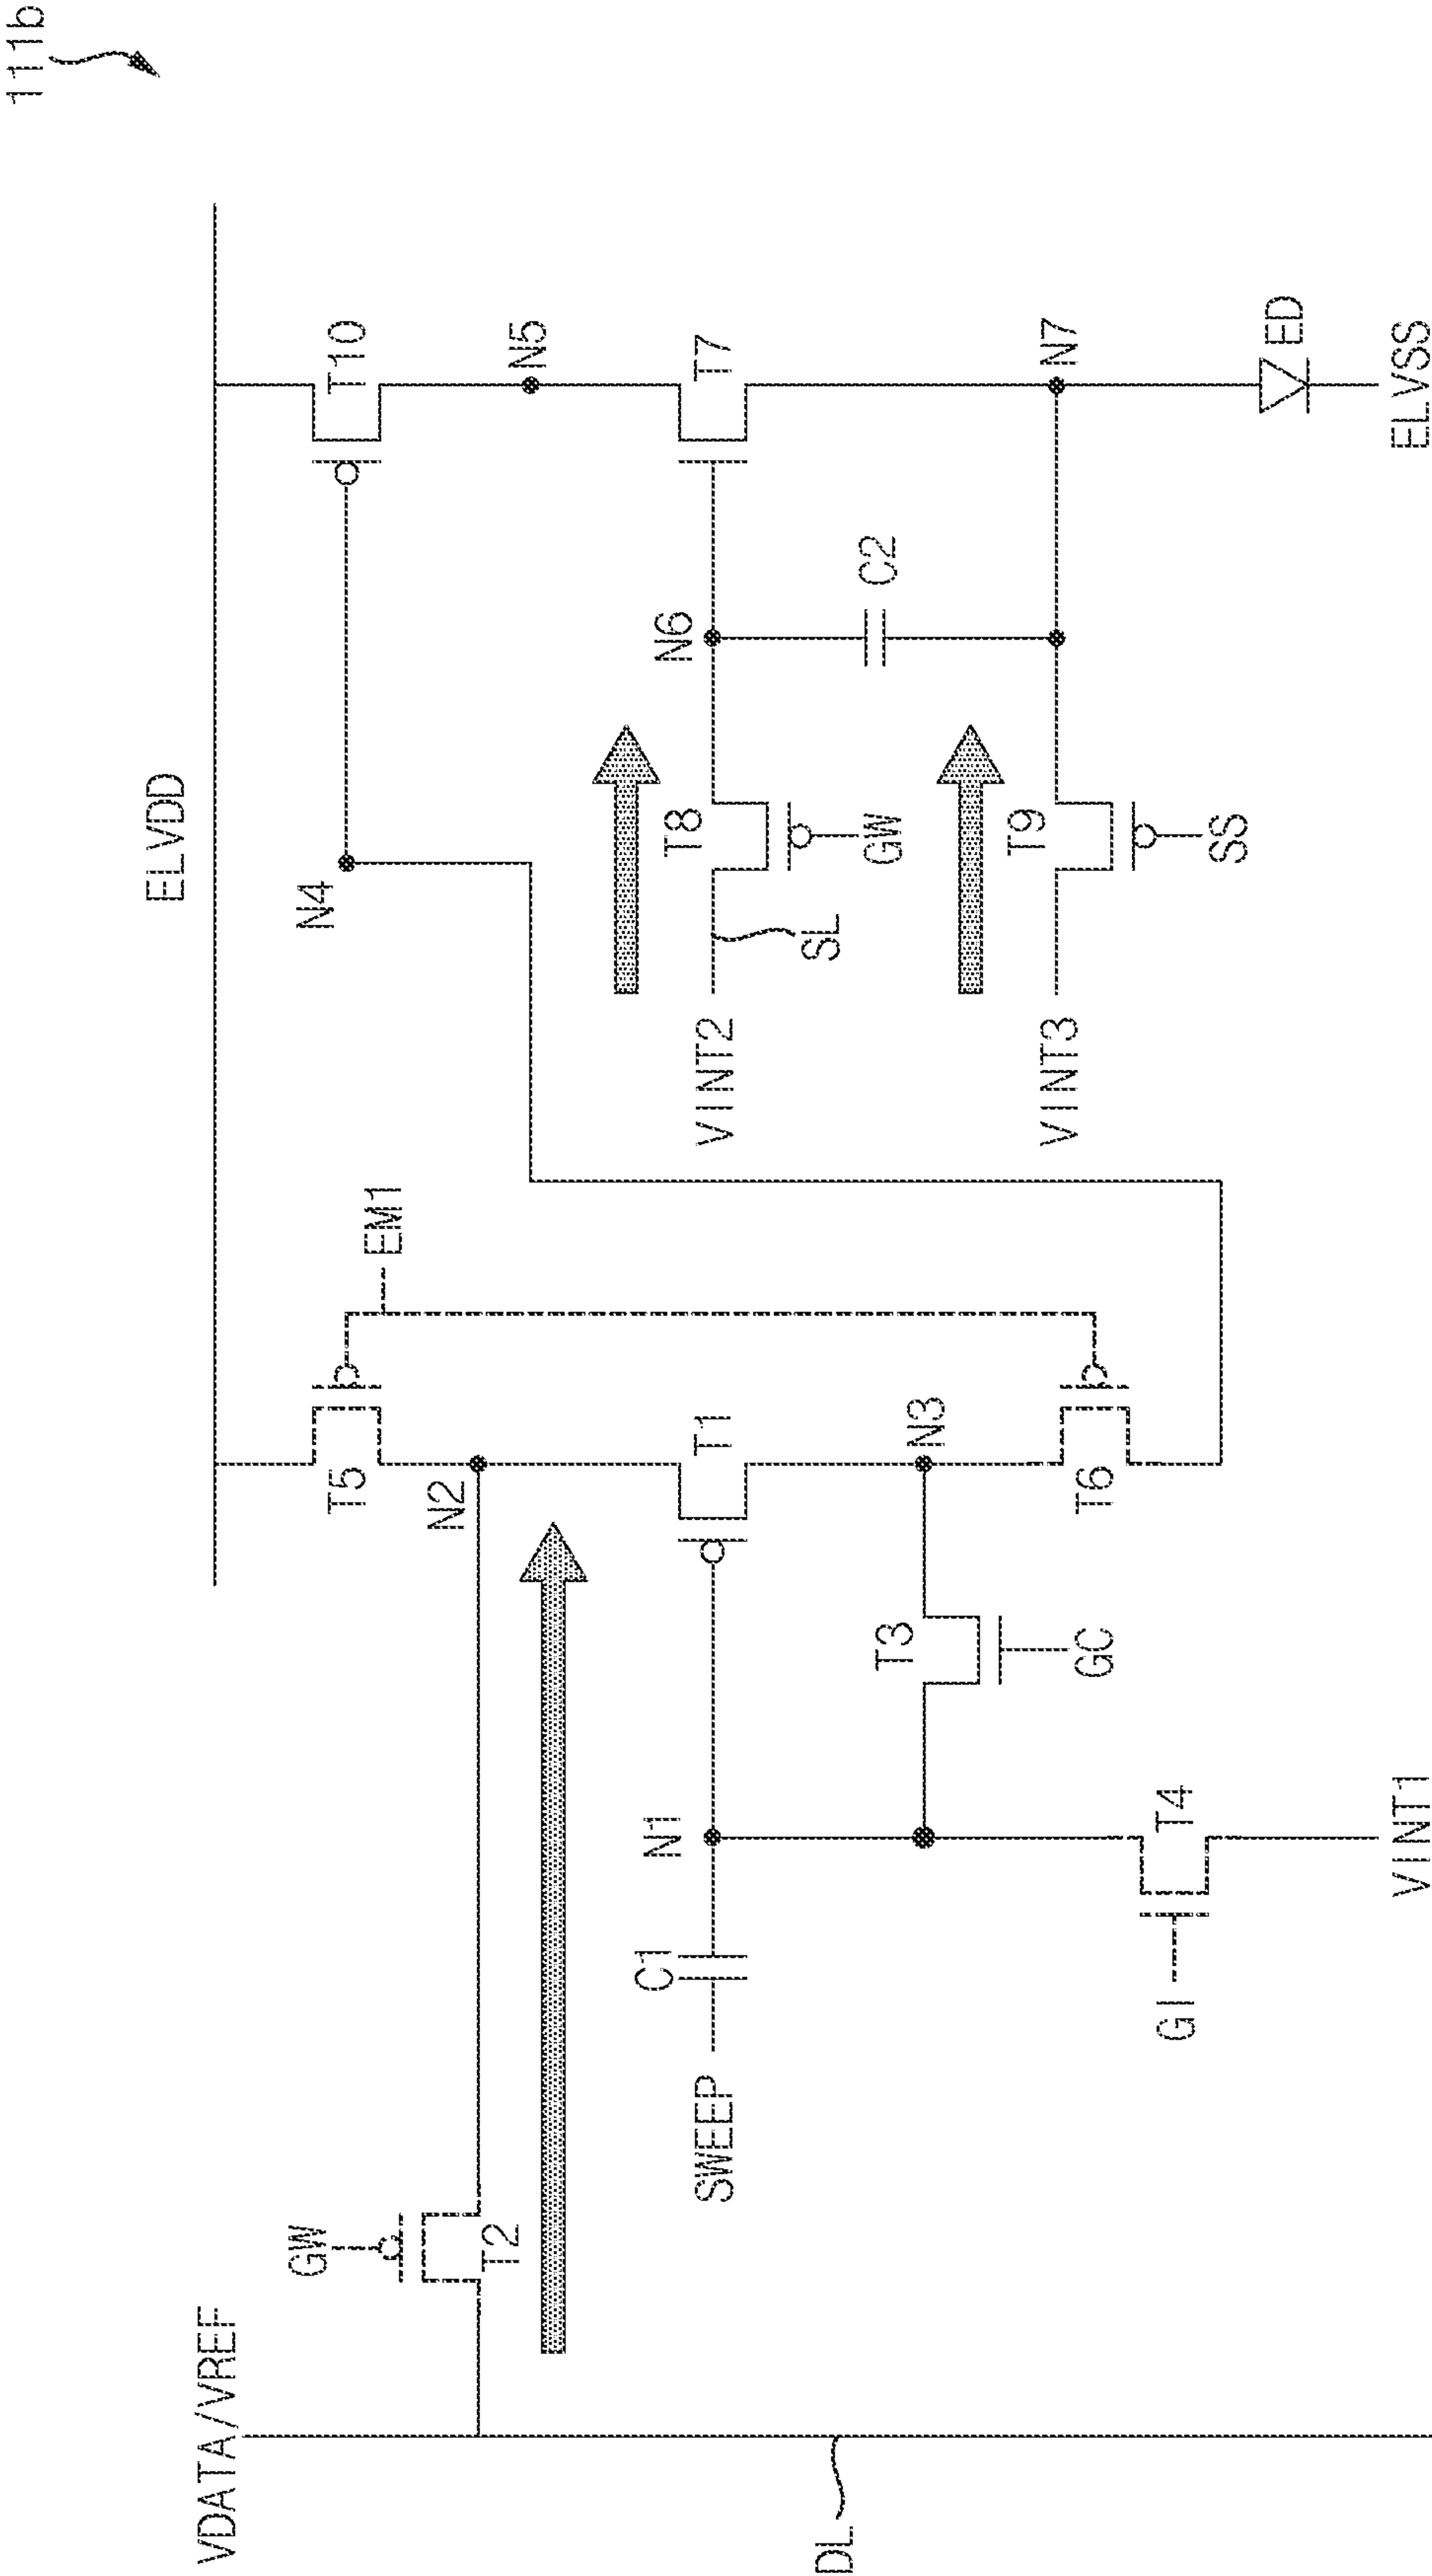 111b
VDATA/VREF
ELVDD
GW
T2
N4
T10
T5
EM1
N2
N5
DL
SWEEP
C1
N1
T1
VINT2
SL
T8
GW
N6
T7
C2
T3
GC
N3
VINT3
T9
SS
N7
GI
T4
T6
ED
VINT1
ELVSS